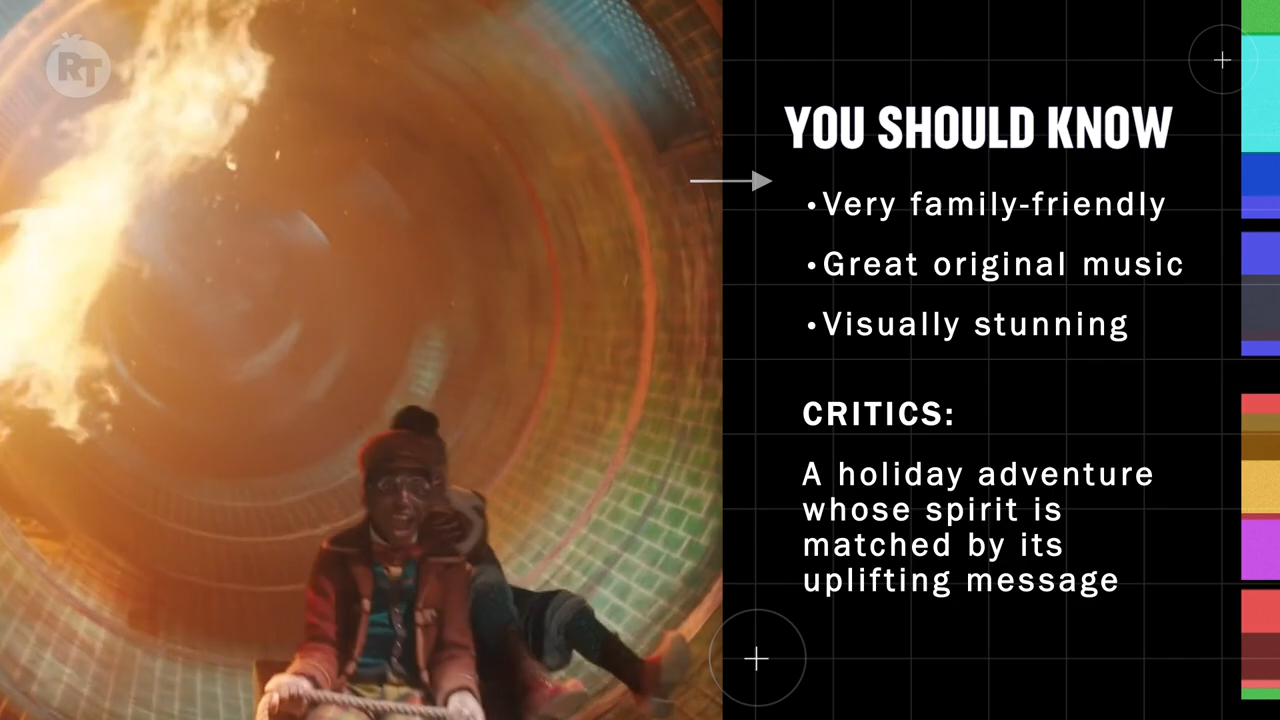 RT
YOU SHOULD KNOW
•Very family-friendly
•Great original music
•Visually stunning
CRITICS:
A holiday adventure
whose spirit is
matched by its
uplifting message